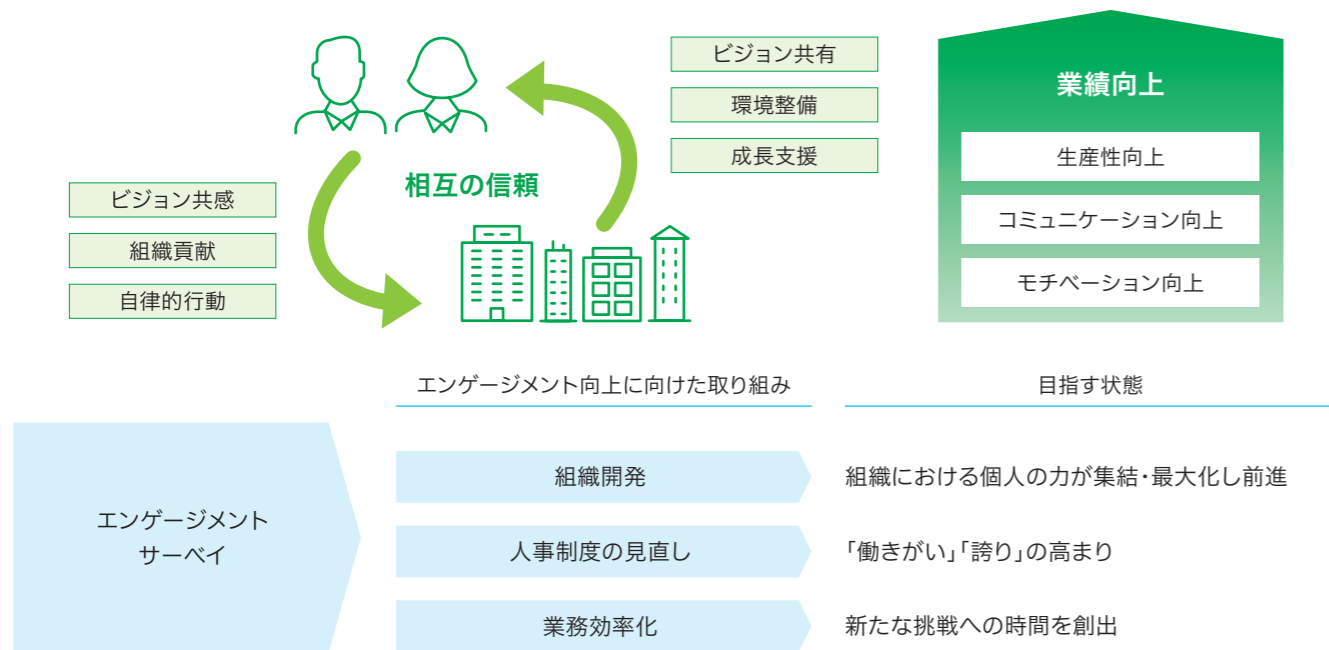 ビジョン共有
環境整備
成長支援
相互の信頼
ビジョン共感
組織貢献
自律的行動
業績向上
生産性向上
コミュニケーション向上
モチベーション向上
エンゲージメント向上に向けた取り組み
目指す状態
エンゲージメント
サーベイ
組織開発
組織における個人の力が集結・最大化し前進
人事制度の見直し
「働きがい」「誇り」の高まり
業務効率化
新たな挑戦への時間を創出